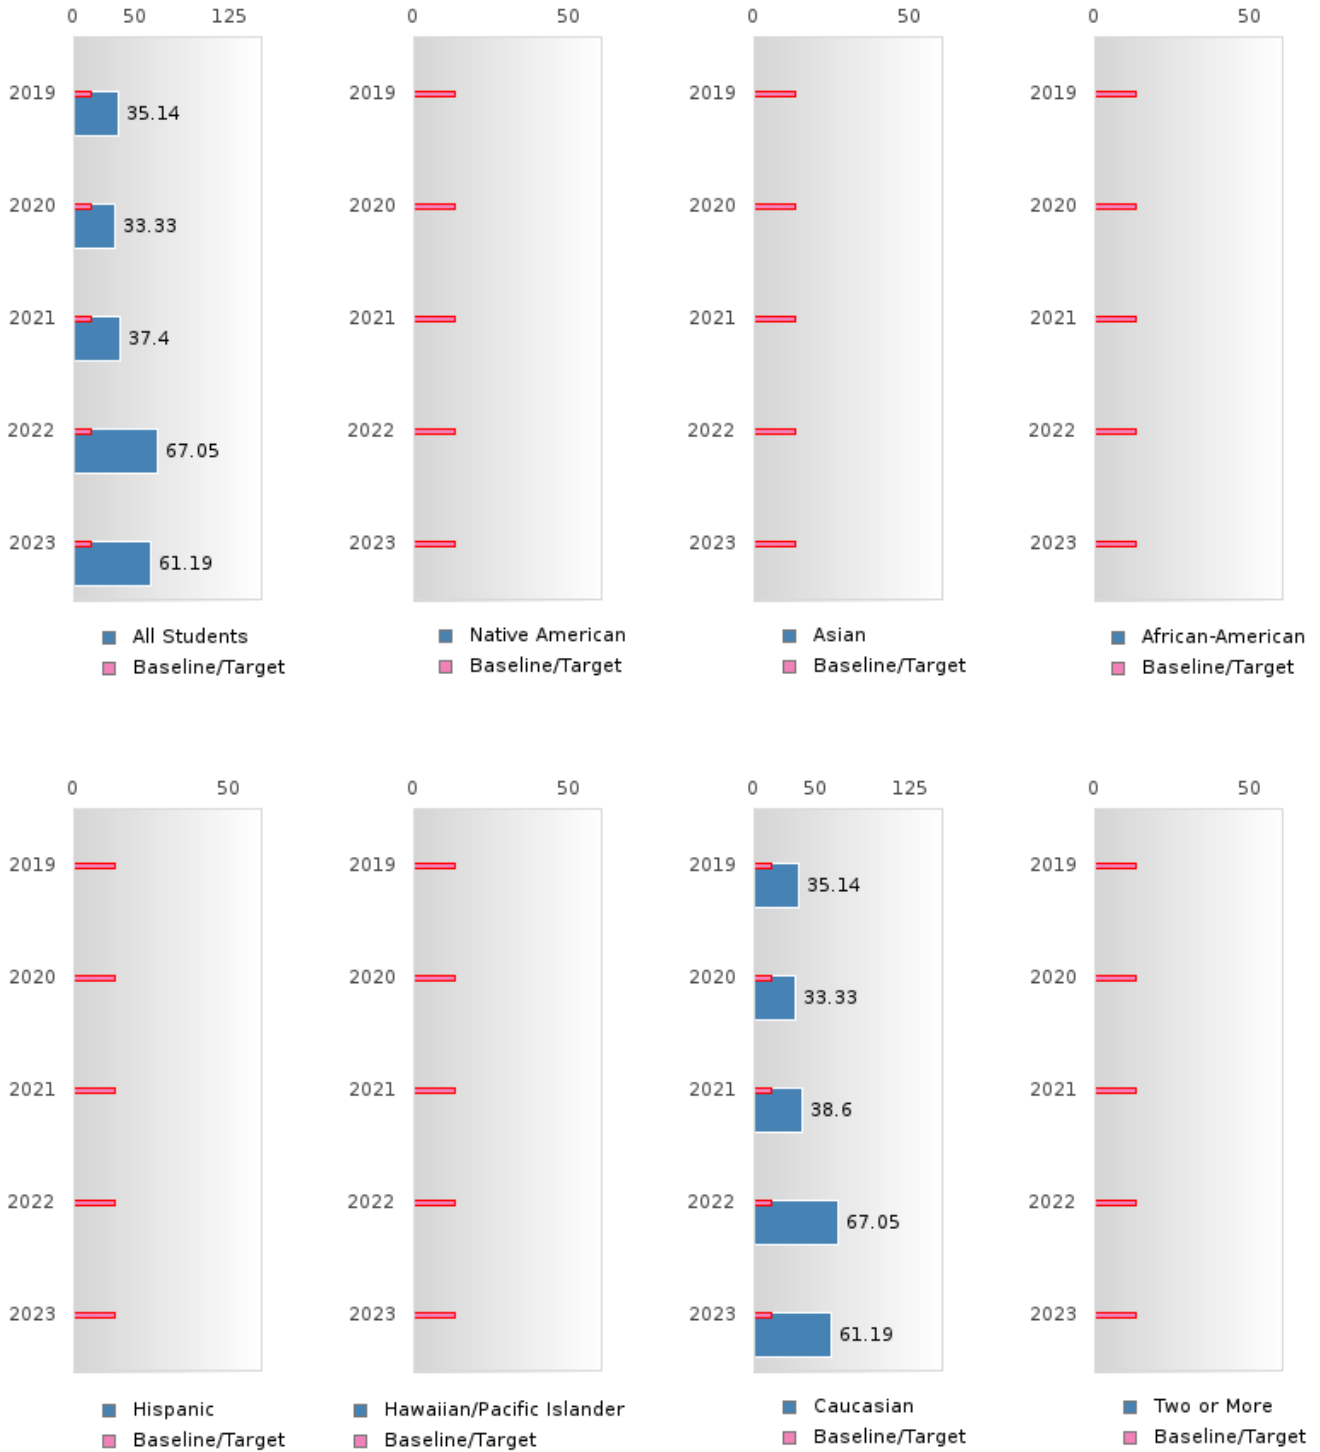 0 50 125
2019 35.14
2020 33.33
2021 37.4
2022 67.05
2023 61.19
All Students
Baseline/Target
0 50
2019
2020
2021
2022
2023
Native American
Baseline/Target
0 50
2019
2020
2021
2022
2023
Asian
Baseline/Target
0 50
2019
2020
2021
2022
2023
African-American
Baseline/Target
0 50
2019
2020
2021
2022
2023
Hispanic
Baseline/Target
0 50
2019
2020
2021
2022
2023
Hawaiian/Pacific Islander
Baseline/Target
0 50 125
2019 35.14
2020 33.33
2021 38.6
2022 67.05
2023 61.19
Caucasian
Baseline/Target
0 50
2019
2020
2021
2022
2023
Two or More
Baseline/Target